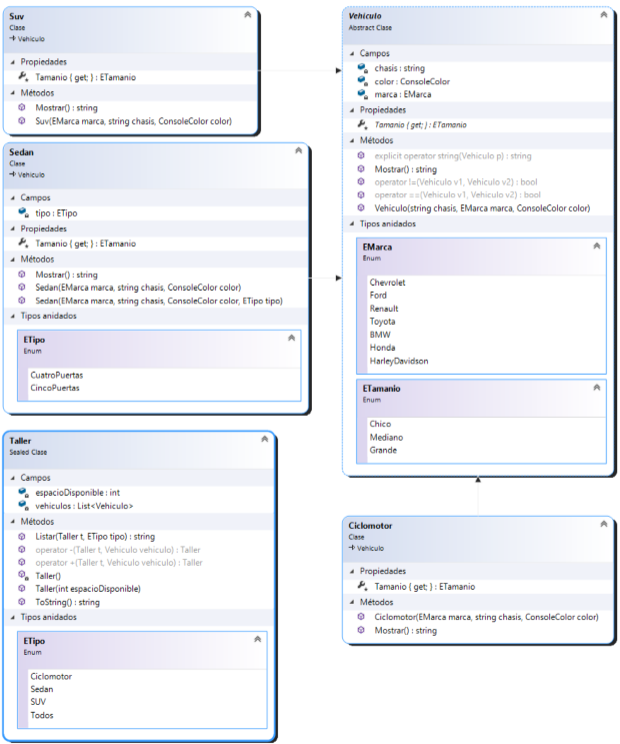 Suv
Clase
Vehiculo
Propiedades
Tamanio { get; } : ETamanio
Métodos
Mostrar() : string
Suv(EMarca marca, string chasis, ConsoleColor color)
Sedan
Clase
Vehiculo
Campos
tipo : ETipo
Propiedades
Tamanio { get; } : ETamanio
Métodos
Mostrar() : string
Sedan(EMarca marca, string chasis, ConsoleColor color)
Sedan(EMarca marca, string chasis, ConsoleColor color, ETipo tipo)
Tipos anidados
ETipo
Enum
CuatroPuertas
CincoPuertas
Taller
Sealed Clase
Campos
espacioDisponible : int
vehiculos : List<Vehiculo>
Métodos
Listar(Taller t, ETipo tipo) : string
operator -(Taller t, Vehiculo vehiculo) : Taller
operator +(Taller t, Vehiculo vehiculo) : Taller
Taller()
Taller(int espacioDisponible)
ToString() : string
Tipos anidados
ETipo
Enum
Ciclomotor
Sedan
SUV
Todos
Vehiculo
Abstract Clase
Campos
chasis : string
color : ConsoleColor
marca : EMarca
Propiedades
Tamanio { get; } : ETamanio
Métodos
explicit operator string(Vehiculo p) : string
Mostrar() : string
operator !=(Vehiculo v1, Vehiculo v2) : bool
operator ==(Vehiculo v1, Vehiculo v2) : bool
Vehiculo(string chasis, EMarca marca, ConsoleColor color)
Tipos anidados
EMarca
Enum
Chevrolet
Ford
Renault
Toyota
BMW
Honda
HarleyDavidson
ETamanio
Enum
Chico
Mediano
Grande
Ciclomotor
Clase
Vehiculo
Propiedades
Tamanio { get; } : ETamanio
Métodos
Ciclomotor(EMarca marca, string chasis, ConsoleColor color)
Mostrar() : string